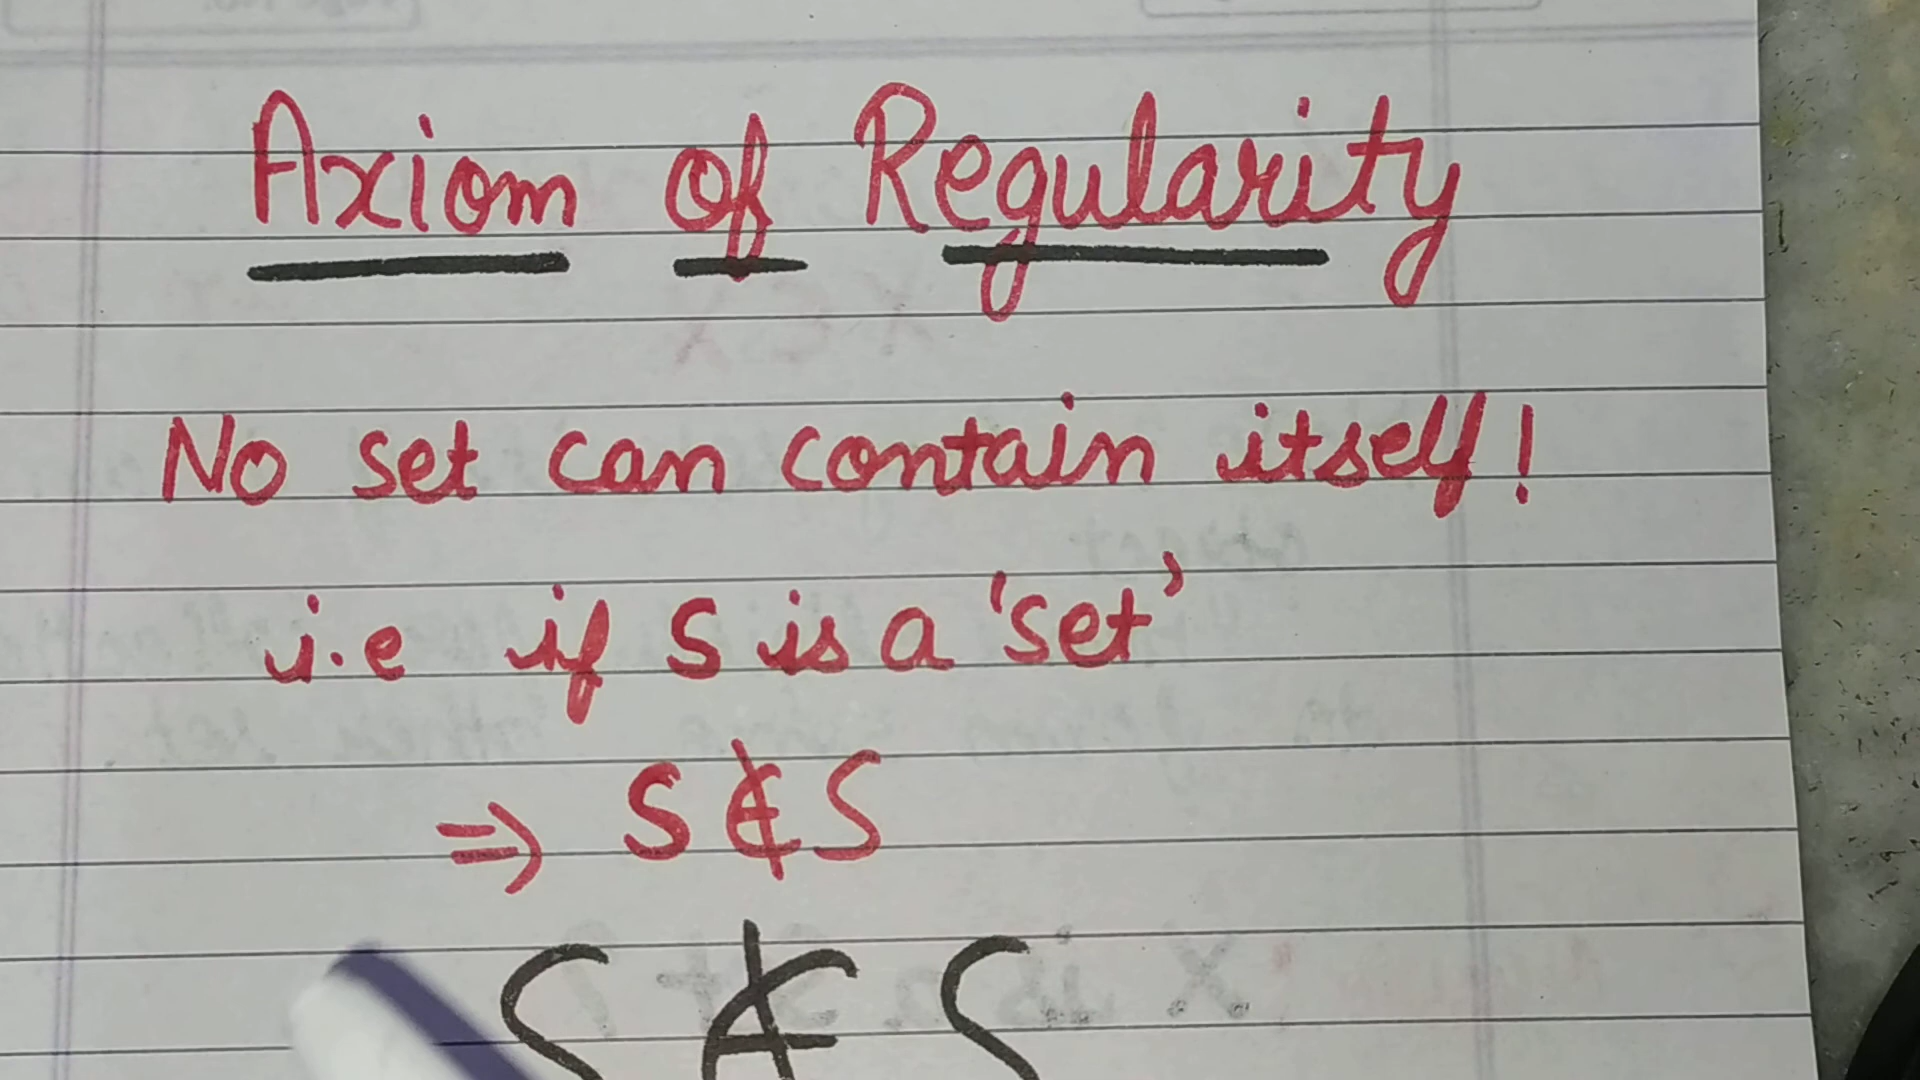 Axiom of Regularity
No set can contain itself!
i.e if S is a 'set'
⇒ S ∉ S
S ∉ S